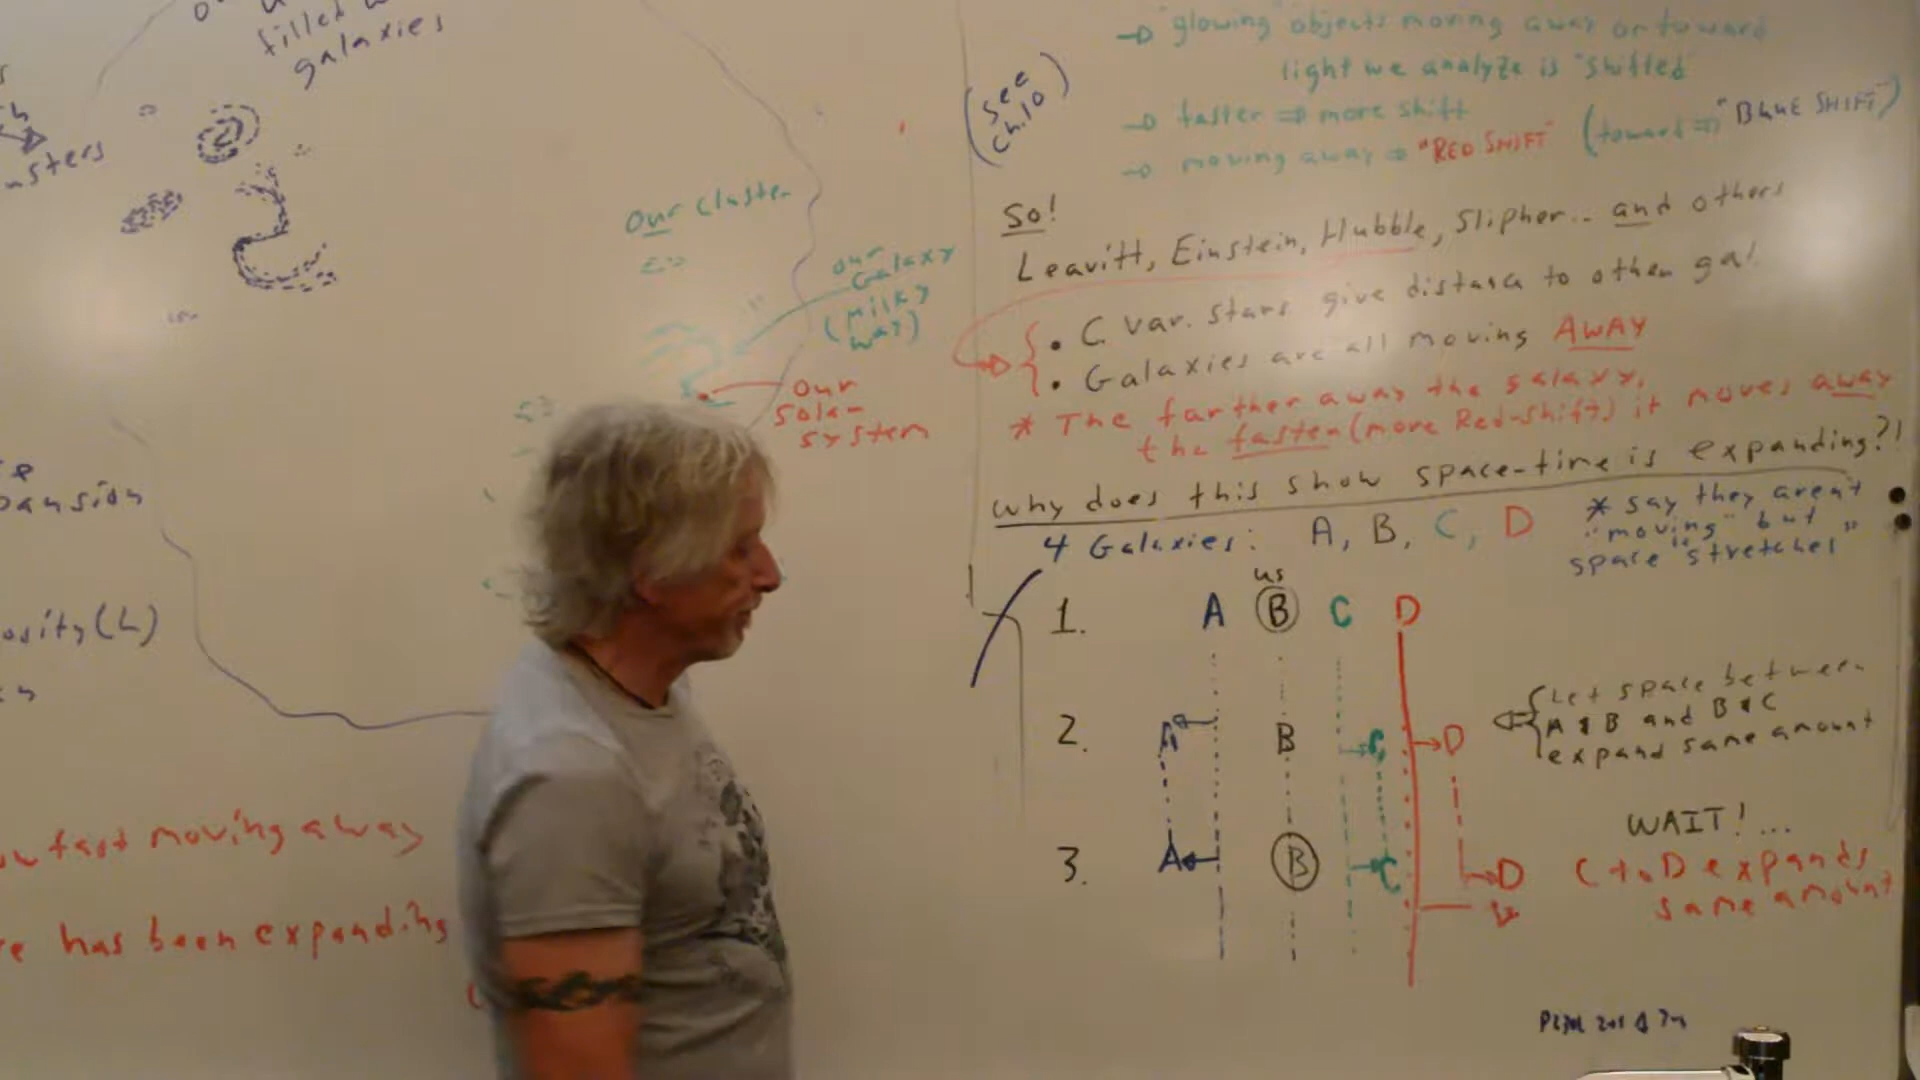 filled
galaxies
Our cluster
our
Galaxy
(milky
way)
our
solar
system
pansion
osity (L)
fast moving away
has been expanding
(see
ch.10)
→ "glowing" objects moving away or toward
light we analyze is "shifted"
→ faster ⇒ more shift
→ moving away ⇒ "RED SHIFT" (toward ⇒ "BLUE SHIFT")
So!
Leavitt, Einstein, Hubble, Slipher.. and others
• C var. stars give distance to other gal
• Galaxies are all moving AWAY
* The farther away the galaxy,
the faster (more Red-shift) it moves away
Why does this show space-time is expanding?!
4 Galaxies: A, B, C, D
* say they aren't
"moving" but
space "stretches"
us
1. A B C D
2. A B C D
Let space between
A & B and B & C
expand same amount
3. A B C D
WAIT!...
C to D expands
same amount